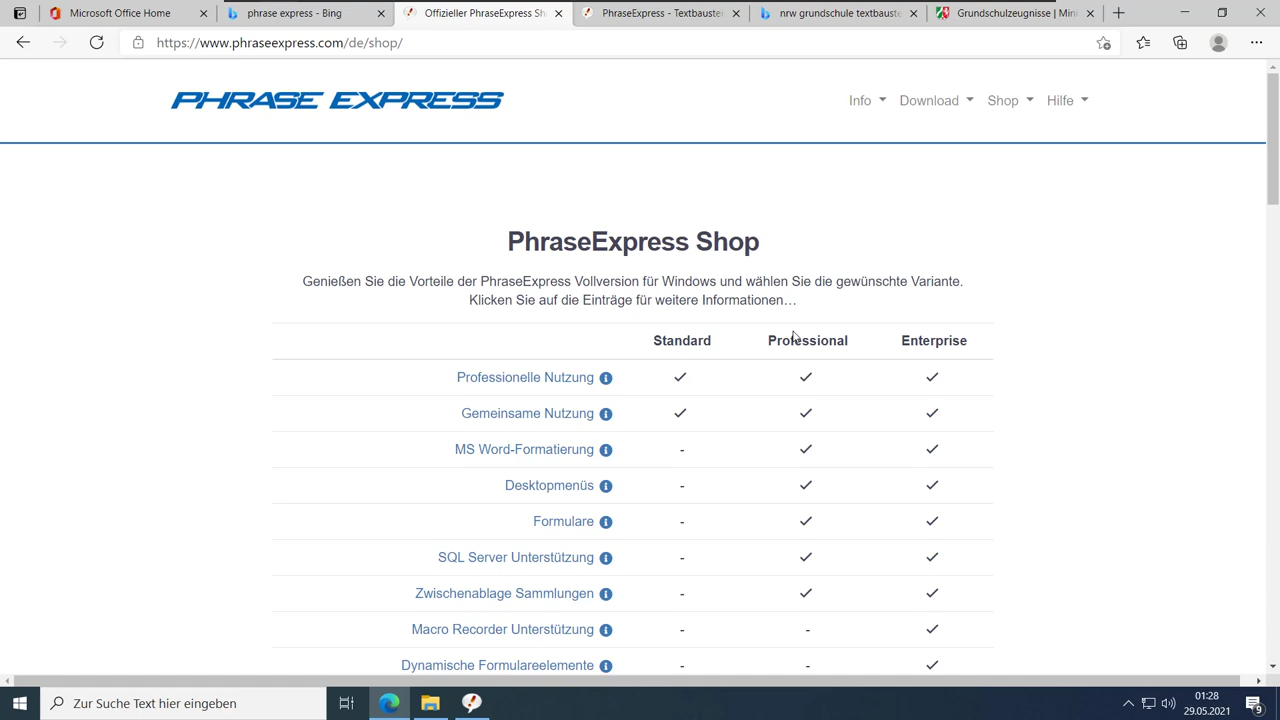 Microsoft Office Home
phrase express - Bing
Offizieller PhraseExpress Sh
PhraseExpress - Textbauste
nrw grundschule textbauste
Grundschulzeugnisse | Mini
https://www.phraseexpress.com/de/shop/
PHRASE EXPRESS
Info
Download
Shop
Hilfe
PhraseExpress Shop
Genießen Sie die Vorteile der PhraseExpress Vollversion für Windows und wählen Sie die gewünschte Variante.
Klicken Sie auf die Einträge für weitere Informationen…
Standard Professional Enterprise
Professionelle Nutzung
Gemeinsame Nutzung
MS Word-Formatierung -
Desktopmenüs -
Formulare -
SQL Server Unterstützung -
Zwischenablage Sammlungen -
Macro Recorder Unterstützung - -
Dynamische Formulareelemente - -
Zur Suche Text hier eingeben
01:28
29.05.2021
9